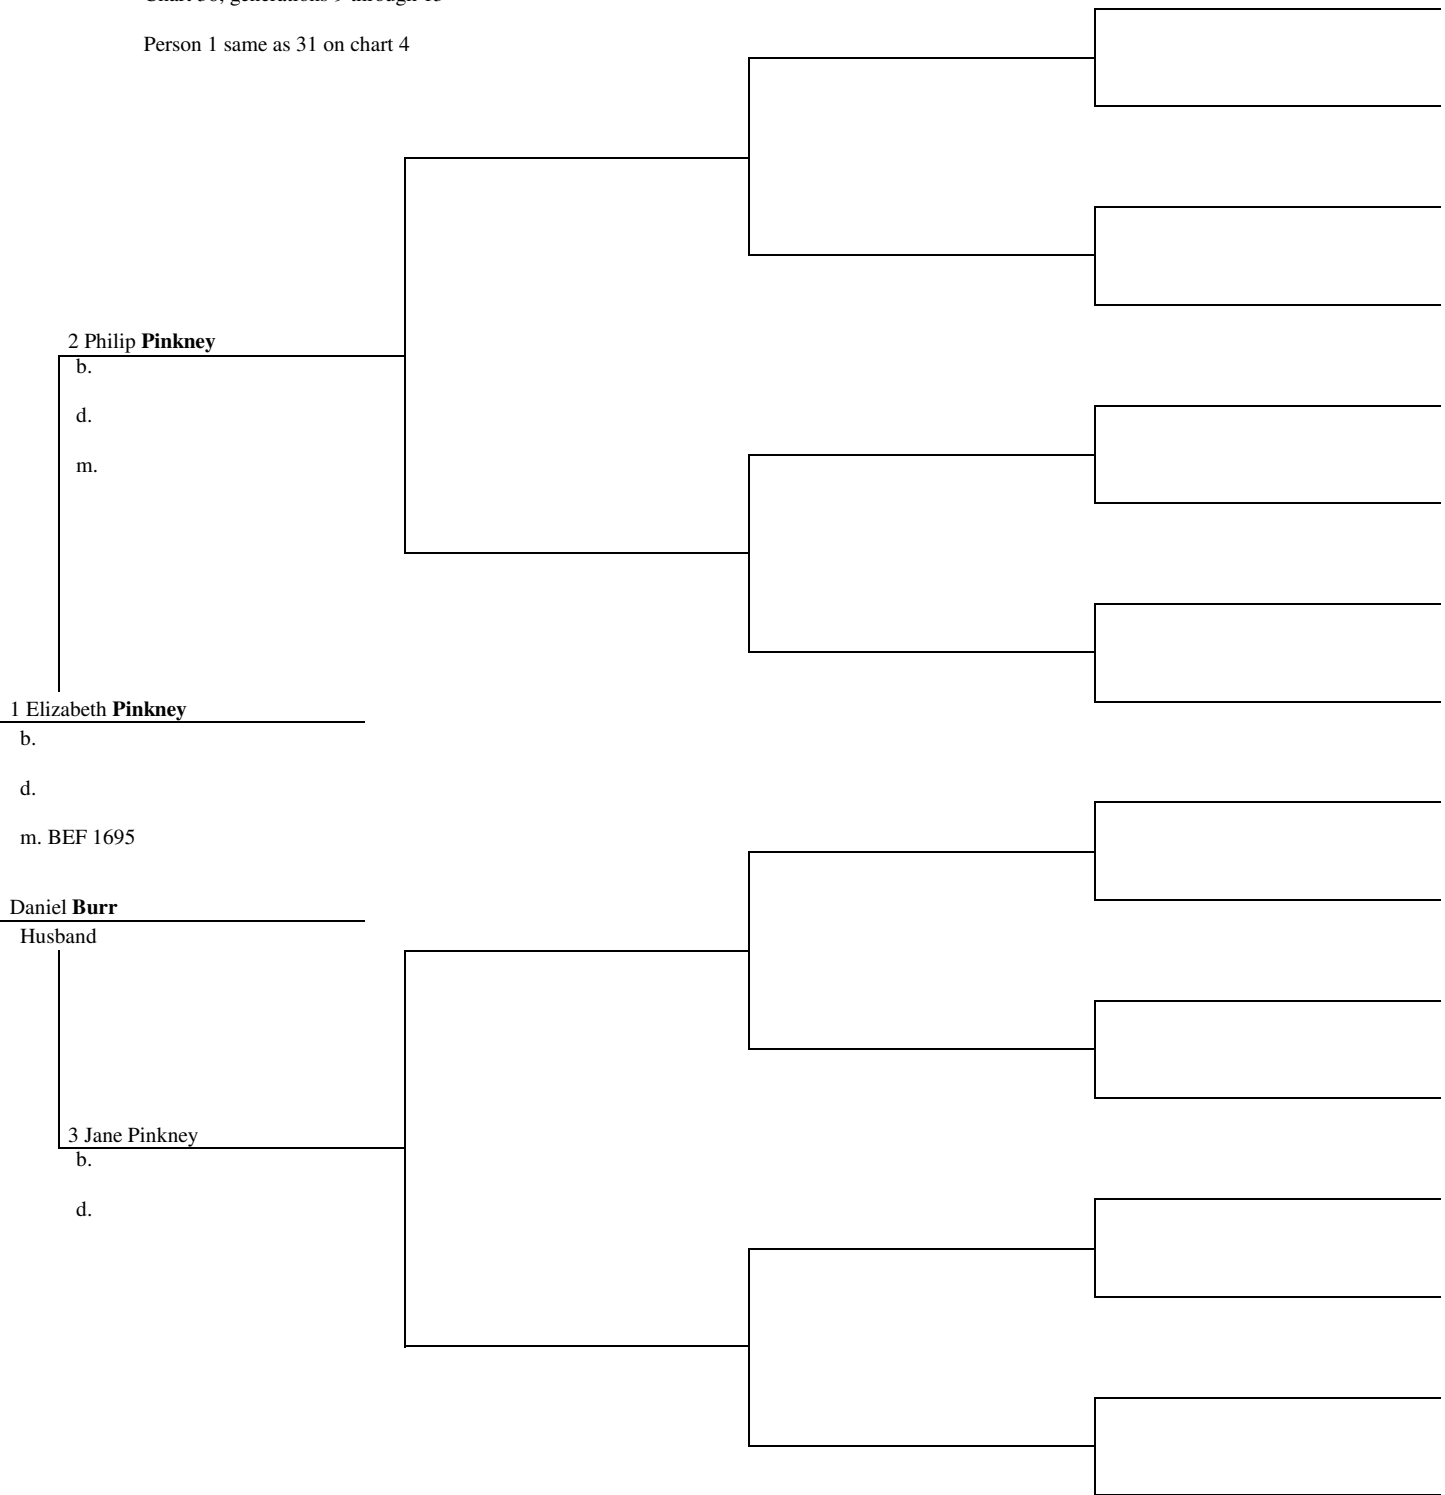 Person 1 same as 31 on chart 4
2 Philip Pinkney
b.
d.
m.
1 Elizabeth Pinkney
b.
d.
m. BEF 1695
Daniel Burr
Husband
3 Jane Pinkney
b.
d.